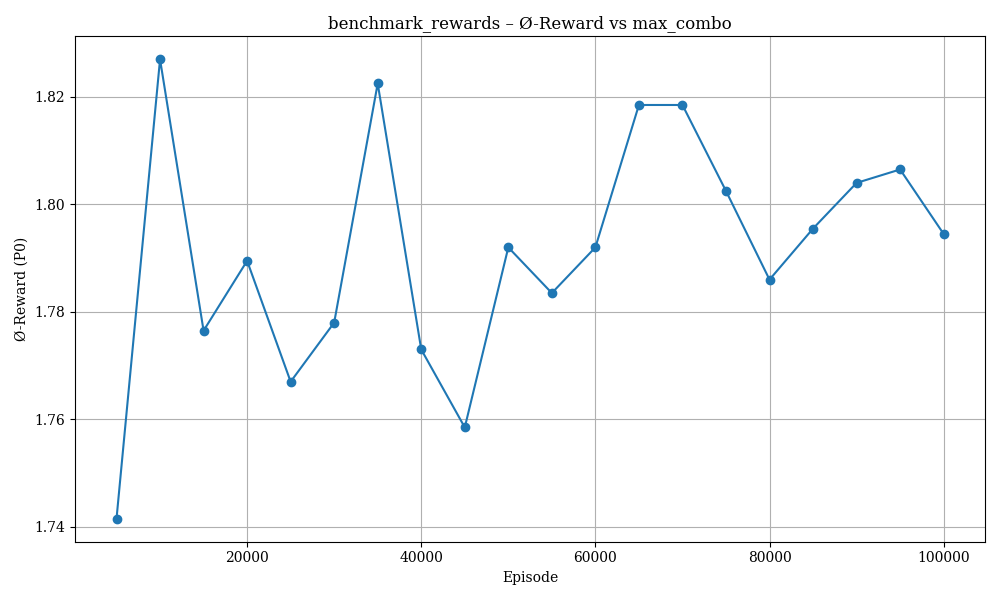 benchmark_rewards – Ø-Reward vs max_combo
1.82
1.80
1.78
1.76
1.74
Ø-Reward (P0)
20000 40000 60000 80000 100000
Episode